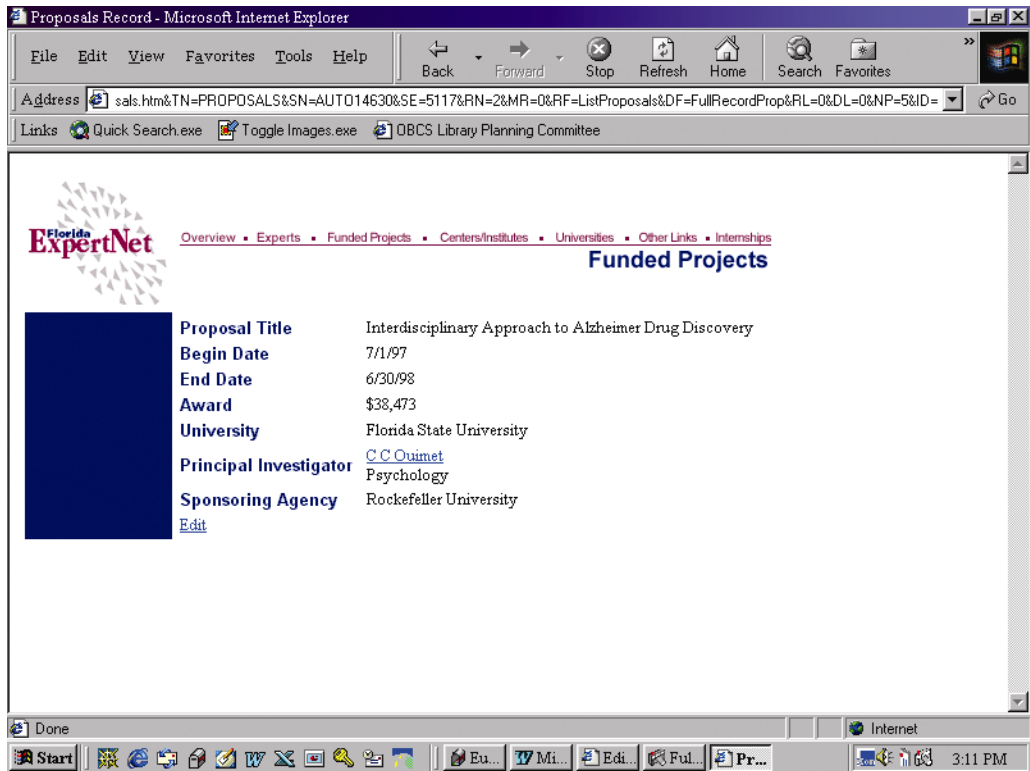 Proposals Record - Microsoft Internet Explorer
File Edit View Favorites Tools Help
Back Forward Stop Refresh Home Search Favorites »
Address sals.htm&TN=PROPOSALS&SN=AUTO14630&SE=5117&RN=2&MR=0&RF=ListProposals&DF=FullRecordProp&RL=0&DL=0&NP=5&ID= Go
Links Quick Search.exe Toggle Images.exe OBCS Library Planning Committee
Florida
ExpertNet
Overview ▪ Experts ▪ Funded Projects ▪ Centers/Institutes ▪ Universities ▪ Other Links ▪ Internships
Funded Projects
Proposal Title Interdisciplinary Approach to Alzheimer Drug Discovery
Begin Date 7/1/97
End Date 6/30/98
Award $38,473
University Florida State University
Principal Investigator C C Ouimet
Psychology
Sponsoring Agency Rockefeller University
Edit
Done Internet
Start Eu... Mi... Edi... Ful... Pr... 3:11 PM